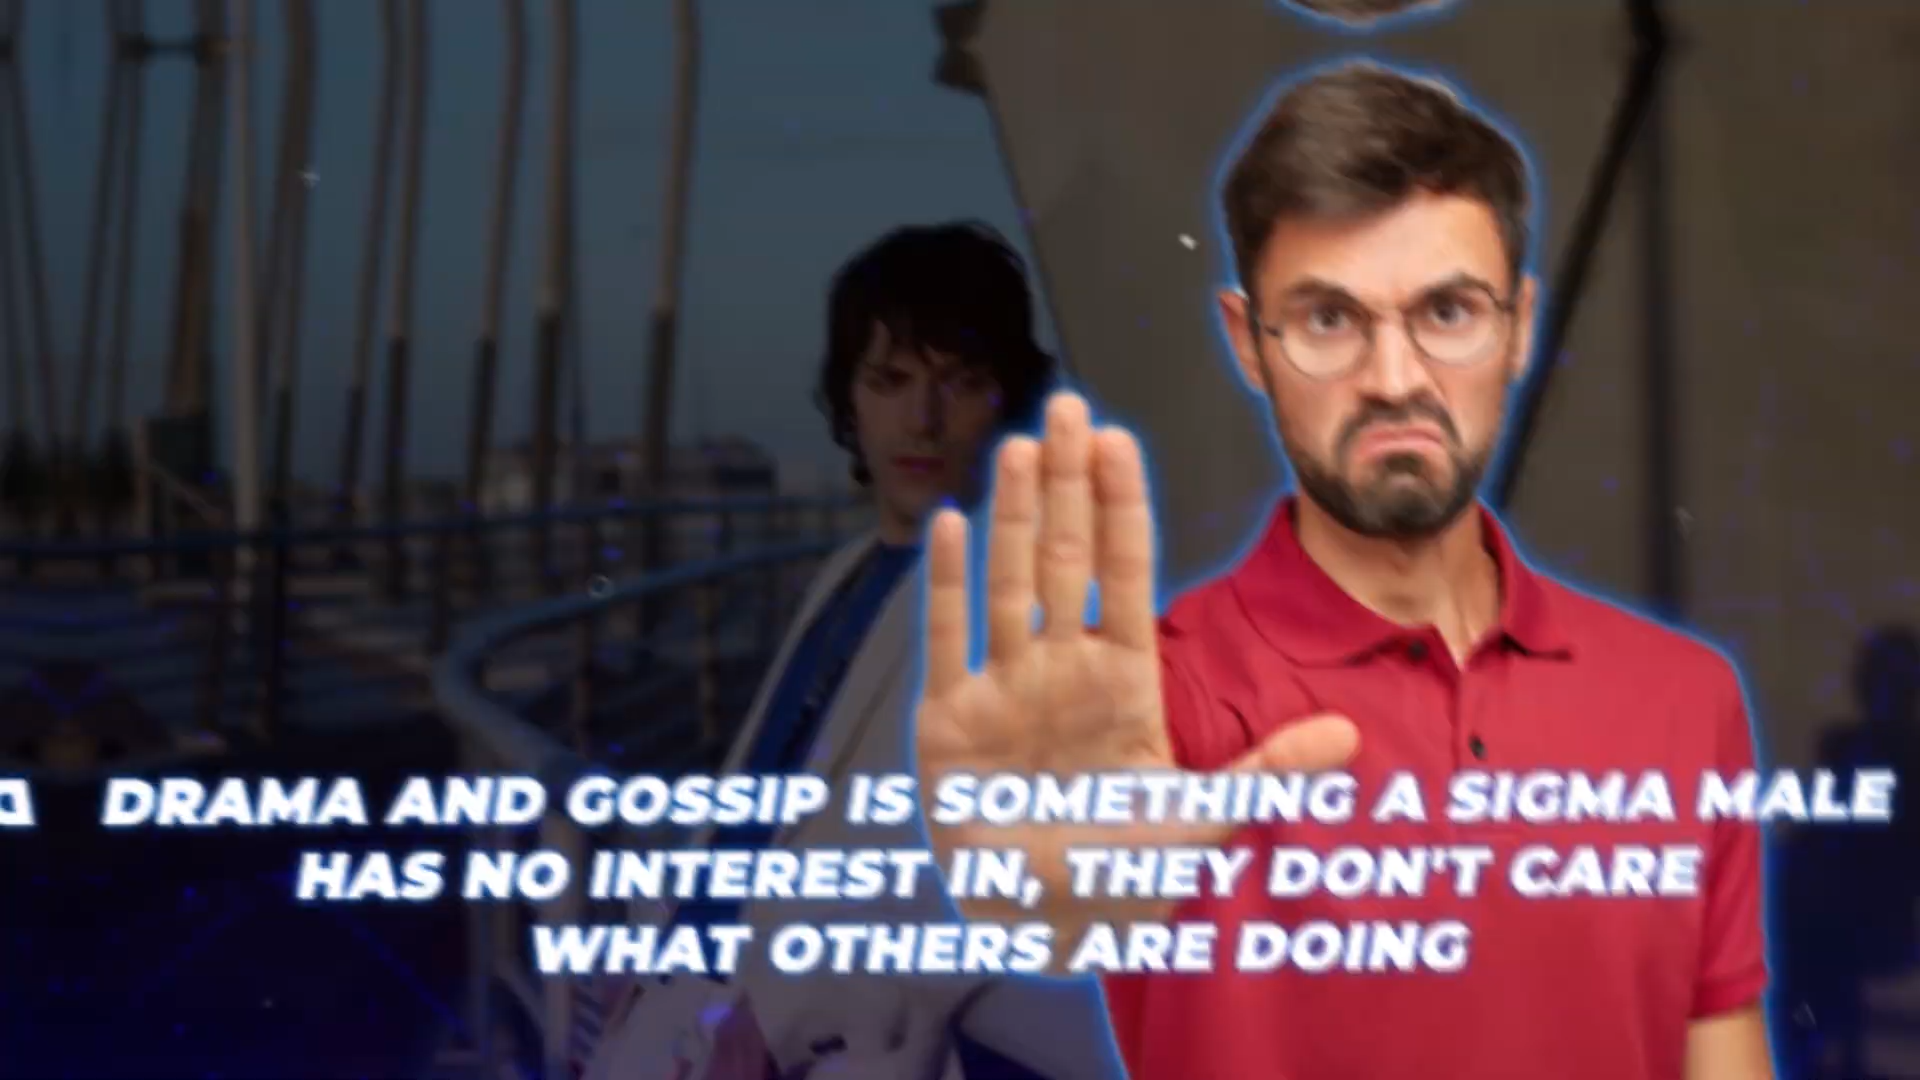 DRAMA AND GOSSIP IS SOMETHING A SIGMA MALE
HAS NO INTEREST IN, THEY DON'T CARE
WHAT OTHERS ARE DOING